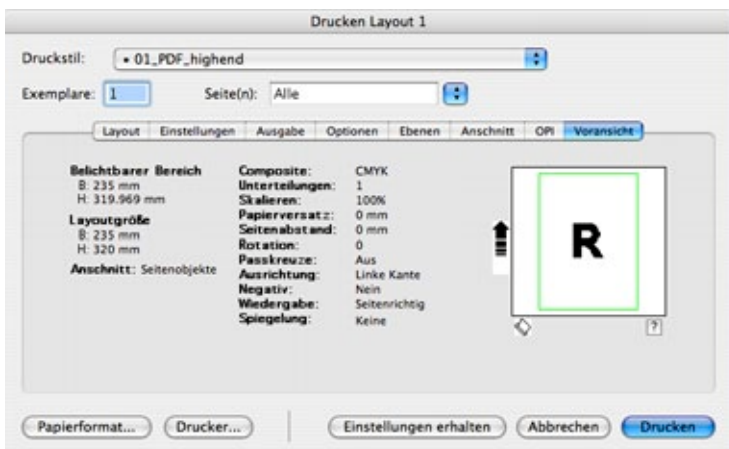 Drucken Layout 1
Druckstil: • 01_PDF_highend
Exemplare: 1 Seite(n): Alle
Layout Einstellungen Ausgabe Optionen Ebenen Anschnitt OPI Voransicht
Belichtbarer Bereich
B: 235 mm
H: 319.969 mm
Layoutgröße
B: 235 mm
H: 320 mm
Anschnitt: Seitenobjekte
Composite: CMYK
Unterteilungen: 1
Skalieren: 100%
Papierversatz: 0 mm
Seitenabstand: 0 mm
Rotation: 0
Passkreuze: Aus
Ausrichtung: Linke Kante
Negativ: Nein
Wiedergabe: Seitenrichtig
Spiegelung: Keine
R
?
Papierformat... Drucker... Einstellungen erhalten Abbrechen Drucken